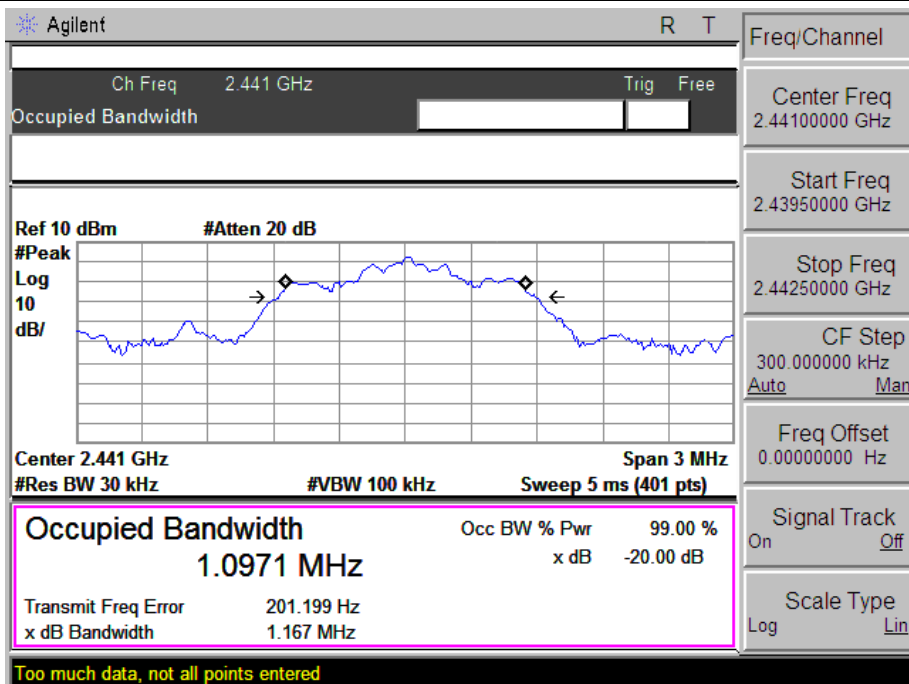 Agilent R T
Ch Freq 2.441 GHz Trig Free
Occupied Bandwidth
Ref 10 dBm #Atten 20 dB
#Peak
Log
10
dB/
Center 2.441 GHz Span 3 MHz
#Res BW 30 kHz #VBW 100 kHz Sweep 5 ms (401 pts)
Occupied Bandwidth Occ BW % Pwr 99.00 %
1.0971 MHz x dB -20.00 dB
Transmit Freq Error 201.199 Hz
x dB Bandwidth 1.167 MHz
Too much data, not all points entered
Freq/Channel
Center Freq
2.44100000 GHz
Start Freq
2.43950000 GHz
Stop Freq
2.44250000 GHz
CF Step
300.000000 kHz
Auto Man
Freq Offset
0.00000000 Hz
Signal Track
On Off
Scale Type
Log Lin